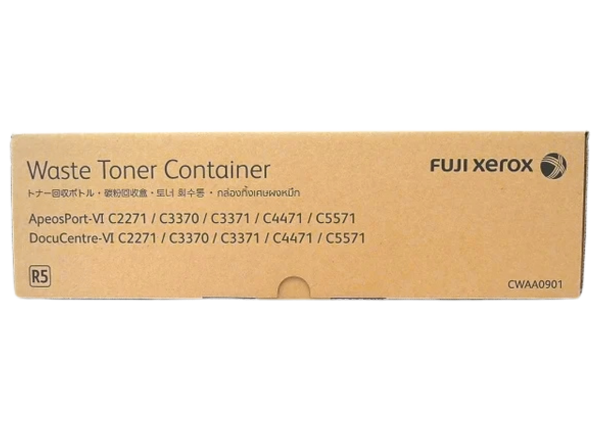 Waste Toner Container
FUJI XEROX
トナー回収ボトル・碳粉回收盒・토너 회수통・กล่องทิ้งเศษผงหมึก
ApeosPort-VI C2271 / C3370 / C3371 / C4471 / C5571
DocuCentre-VI C2271 / C3370 / C3371 / C4471 / C5571
R5
CWAA0901